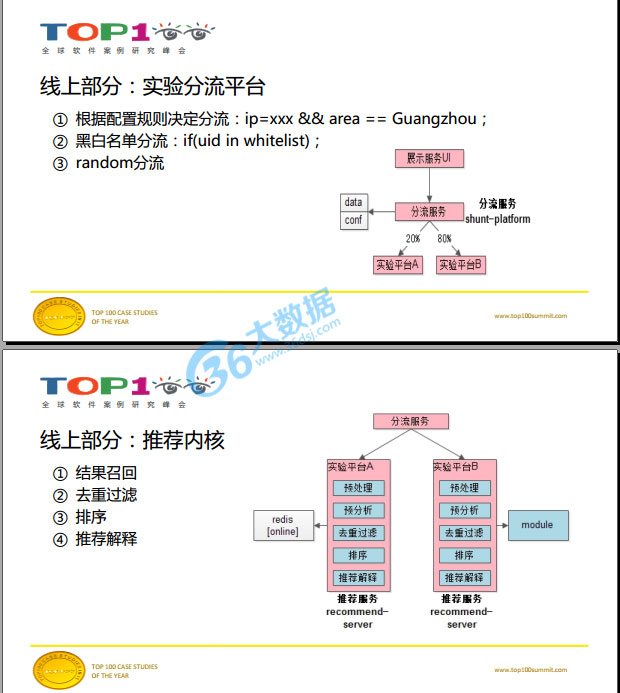 TOP100
全球软件案例研究峰会
线上部分：实验分流平台
① 根据配置规则决定分流：ip=xxx && area == Guangzhou；
② 黑白名单分流：if(uid in whitelist)；
③ random分流
展示服务UI
data
conf
分流服务
分流服务
shunt-platform
20%
80%
实验平台A
实验平台B
TOP 100 CASE STUDIES
OF THE YEAR
www.top100summit.com
36大数据
www.36dsj.com
TOP100
全球软件案例研究峰会
线上部分：推荐内核
① 结果召回
② 去重过滤
③ 排序
④ 推荐解释
分流服务
实验平台A
预处理
预分析
去重过滤
排序
推荐解释
推荐服务
recommend-
server
redis
[online]
实验平台B
预处理
预分析
去重过滤
排序
推荐解释
推荐服务
recommend-
server
module
TOP 100 CASE STUDIES
OF THE YEAR
www.top100summit.com